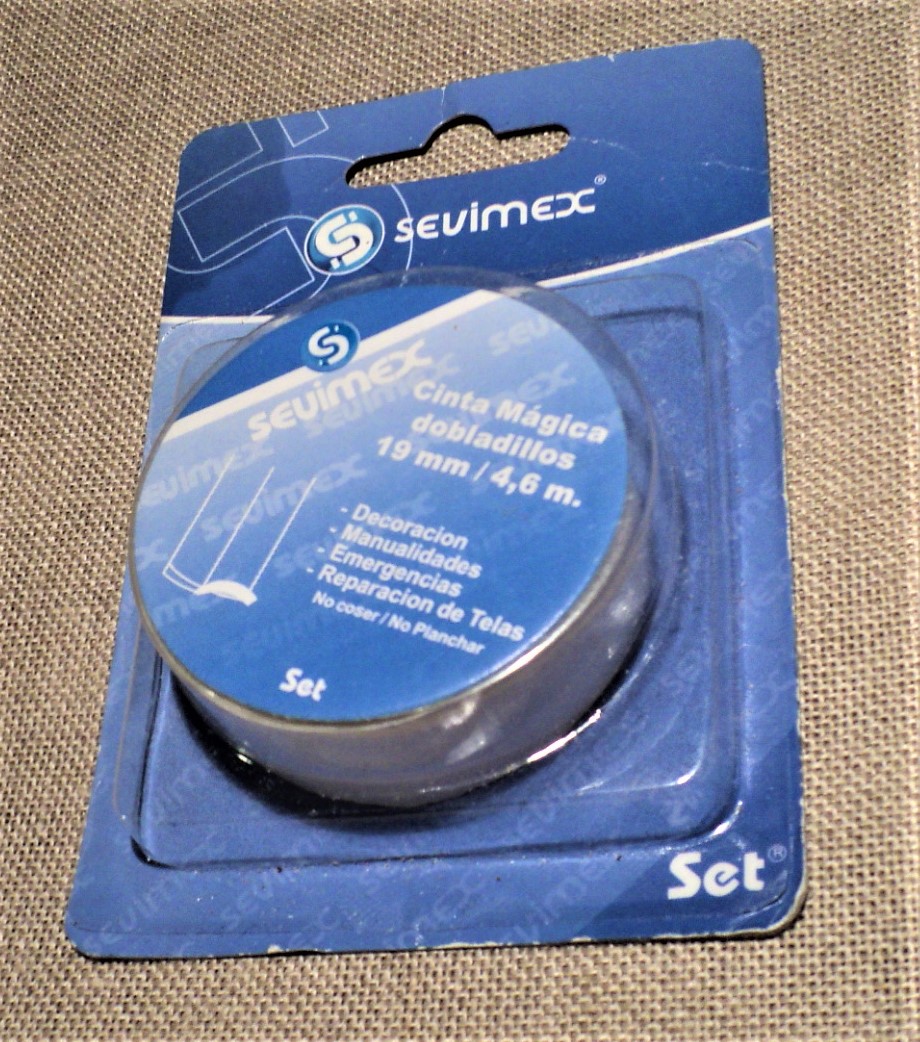 SEVIMEX®
SEVIMEX
Cinta Mágica
dobladillos
19 mm / 4,6 m.
- Decoracion
- Manualidades
- Emergencias
- Reparacion de Telas
No coser / No Planchar
Set
Set®